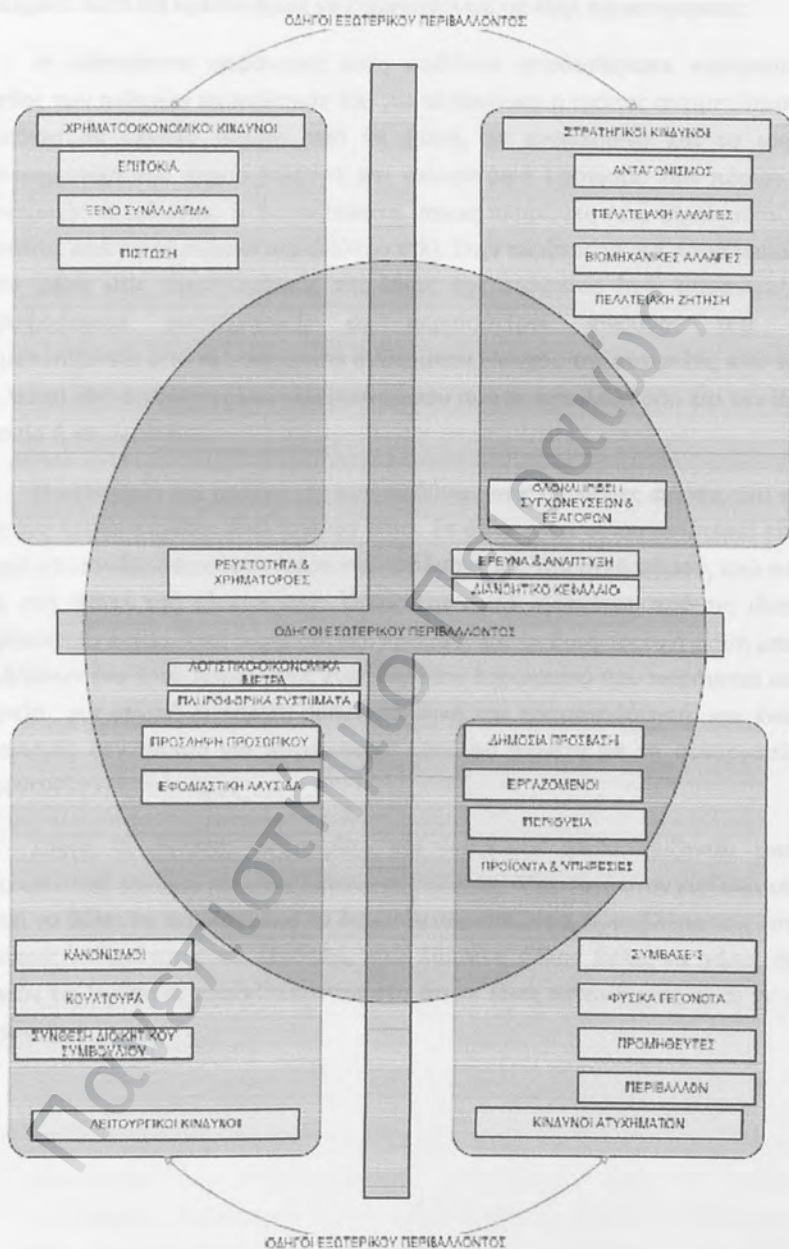 ΟΔΗΓΟΙ ΕΞΩΤΕΡΙΚΟΥ ΠΕΡΙΒΑΛΛΟΝΤΟΣ
ΧΡΗΜΑΤΟΟΙΚΟΝΟΜΙΚΟΙ ΚΙΝΔΥΝΟΙ
ΕΠΙΤΟΚΙΑ
ΞΕΝΟ ΣΥΝΑΛΛΑΓΜΑ
ΠΙΣΤΩΣΗ
ΣΤΡΑΤΗΓΙΚΟΙ ΚΙΝΔΥΝΟΙ
ΑΝΤΑΓΩΝΙΣΜΟΣ
ΠΕΛΑΤΕΙΑΚΗ ΑΛΛΑΓΕΣ
ΒΙΟΜΗΧΑΝΙΚΕΣ ΑΛΛΑΓΕΣ
ΠΕΛΑΤΕΙΑΚΗ ΖΗΤΗΣΗ
ΟΛΟΚΛΗΡΩΣΗ
ΣΥΓΧΩΝΕΥΣΕΩΝ &
ΕΞΑΓΟΡΩΝ
ΡΕΥΣΤΟΤΗΤΑ &
ΧΡΗΜΑΤΟΡΟΕΣ
ΕΡΕΥΝΑ & ΑΝΑΠΤΥΞΗ
ΔΙΑΝΟΗΤΙΚΟ ΚΕΦΑΛΑΙΟ
ΟΔΗΓΟΙ ΕΣΩΤΕΡΙΚΟΥ ΠΕΡΙΒΑΛΛΟΝΤΟΣ
ΛΟΓΙΣΤΙΚΟ-ΟΙΚΟΝΟΜΙΚΑ
ΜΕΤΡΑ
ΠΛΗΡΟΦΟΡΙΚΑ ΣΥΣΤΗΜΑΤΑ
ΠΡΟΣΛΗΨΗ ΠΡΟΣΩΠΙΚΟΥ
ΕΦΟΔΙΑΣΤΙΚΗ ΑΛΥΣΙΔΑ
ΔΗΜΟΣΙΑ ΠΡΟΣΒΑΣΗ
ΕΡΓΑΖΟΜΕΝΟΙ
ΠΕΡΙΟΥΣΙΑ
ΠΡΟΪΟΝΤΑ & ΥΠΗΡΕΣΙΕΣ
ΚΑΝΟΝΙΣΜΟΙ
ΚΟΥΛΤΟΥΡΑ
ΣΥΝΘΕΣΗ ΔΙΟΙΚΗΤΙΚΟΥ
ΣΥΜΒΟΥΛΙΟΥ
ΛΕΙΤΟΥΡΓΙΚΟΙ ΚΙΝΔΥΝΟΙ
ΣΥΜΒΑΣΕΙΣ
ΦΥΣΙΚΑ ΓΕΓΟΝΟΤΑ
ΠΡΟΜΗΘΕΥΤΕΣ
ΠΕΡΙΒΑΛΛΟΝ
ΚΙΝΔΥΝΟΙ ΑΤΥΧΗΜΑΤΩΝ
ΟΔΗΓΟΙ ΕΞΩΤΕΡΙΚΟΥ ΠΕΡΙΒΑΛΛΟΝΤΟΣ
Πανεπιστήμιο Πειραιώς